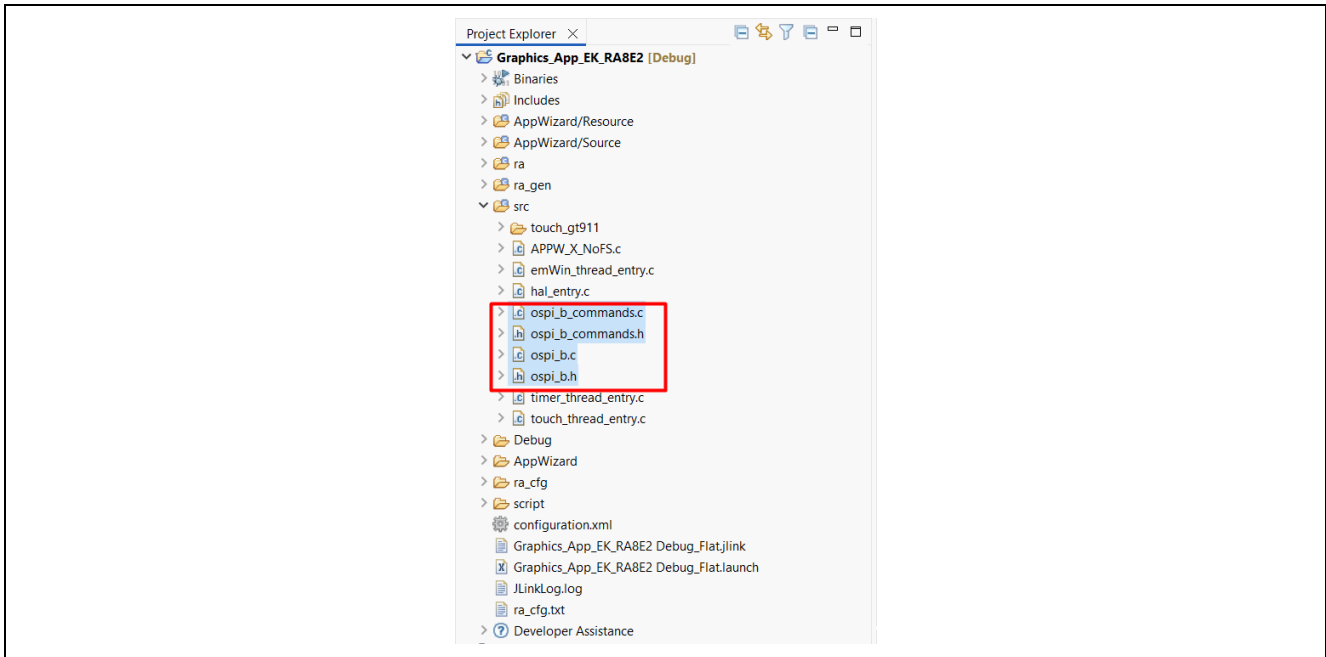 Project Explorer
Graphics_App_EK_RA8E2 [Debug]
Binaries
Includes
AppWizard/Resource
AppWizard/Source
ra
ra_gen
src
touch_gt911
APPW_X_NoFS.c
emWin_thread_entry.c
hal_entry.c
ospi_b_commands.c
ospi_b_commands.h
ospi_b.c
ospi_b.h
timer_thread_entry.c
touch_thread_entry.c
Debug
AppWizard
ra_cfg
script
configuration.xml
Graphics_App_EK_RA8E2 Debug_Flat.jlink
Graphics_App_EK_RA8E2 Debug_Flat.launch
JLinkLog.log
ra_cfg.txt
Developer Assistance